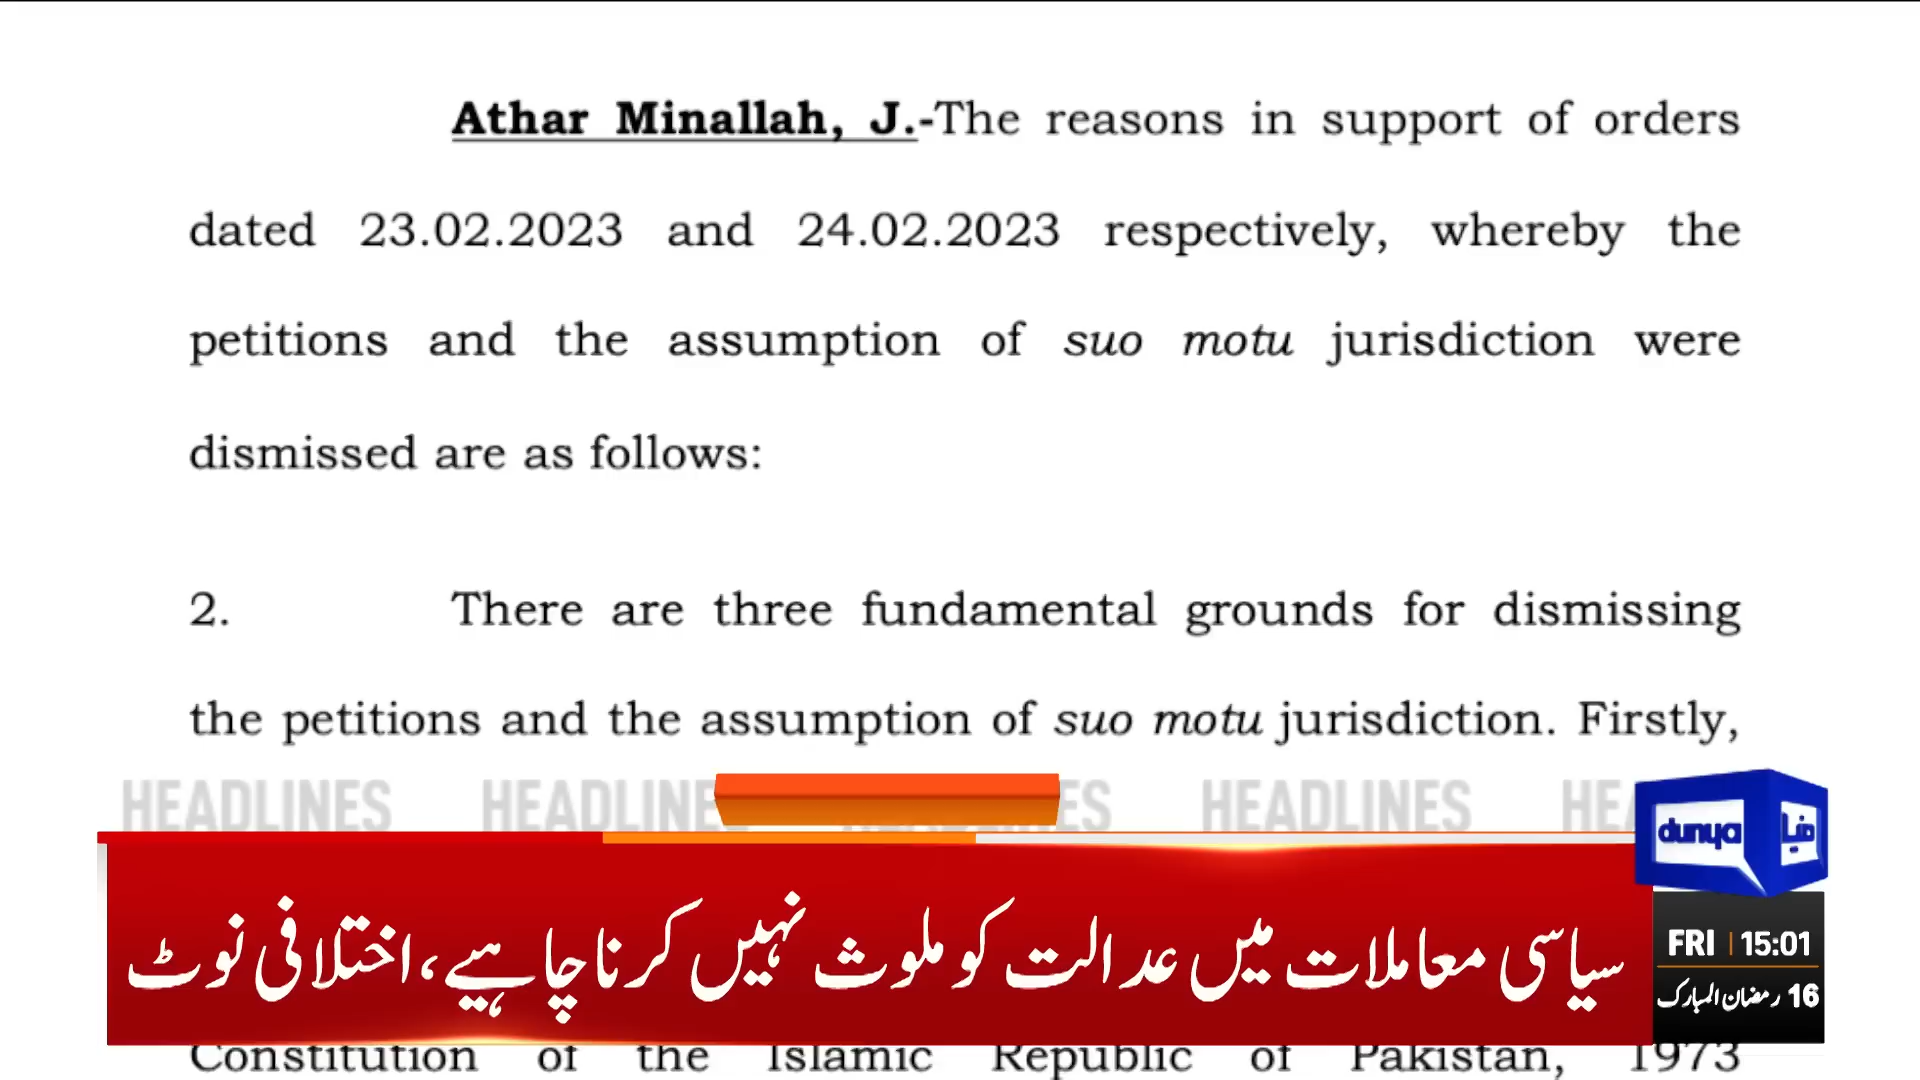 Athar Minallah, J.-The reasons in support of orders
dated 23.02.2023 and 24.02.2023 respectively, whereby the
petitions and the assumption of suo motu jurisdiction were
dismissed are as follows:
2. There are three fundamental grounds for dismissing
the petitions and the assumption of suo motu jurisdiction. Firstly,
HEADLINES HEADLINES HEADLINES
dunya دنیا
سیاسی معاملات میں عدالت کو ملوث نہیں کرنا چاہیے، اختلافی نوٹ
FRI 15:01
16 رمضان المبارک
Constitution of the Islamic Republic of Pakistan, 1973